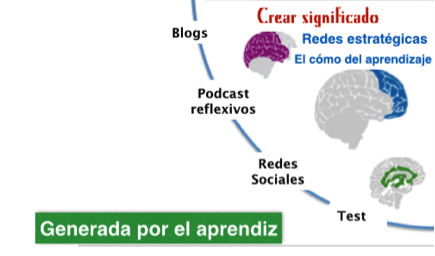 Crear significado
Blogs
Redes estratégicas
El cómo del aprendizaje
Podcast
reflexivos
Redes
Sociales
Test
Generada por el aprendiz